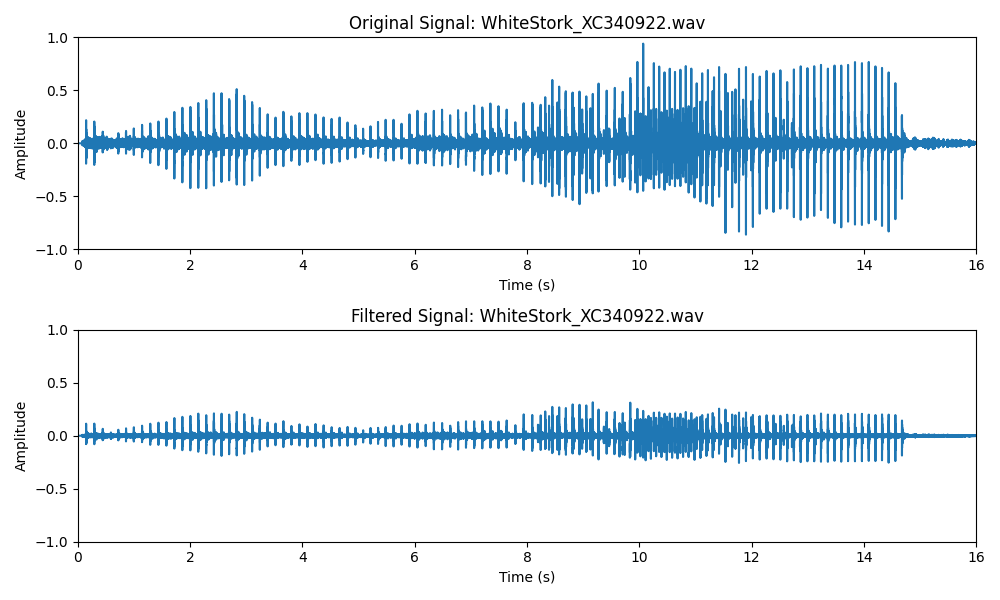 Original Signal: WhiteStork_XC340922.wav
1.0
0.5
0.0
−0.5
−1.0
Amplitude
0 2 4 6 8 10 12 14 16
Time (s)
Filtered Signal: WhiteStork_XC340922.wav
1.0
0.5
0.0
−0.5
−1.0
Amplitude
0 2 4 6 8 10 12 14 16
Time (s)